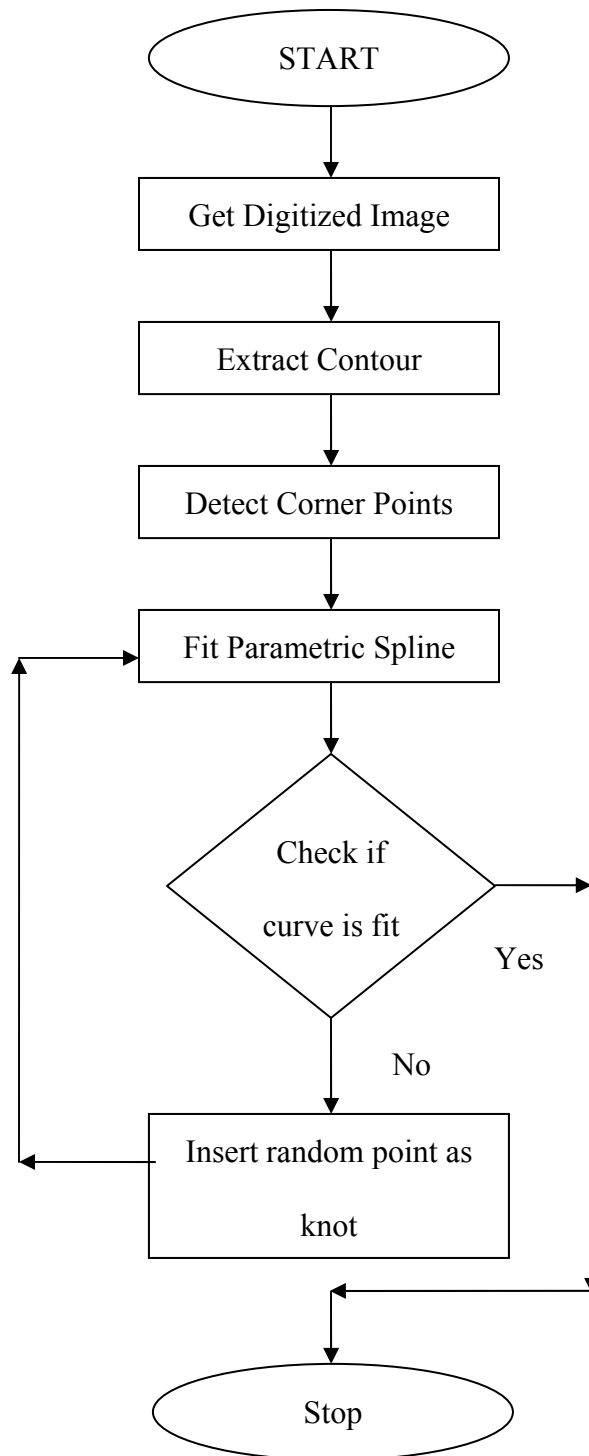 START
Get Digitized Image
Extract Contour
Detect Corner Points
Fit Parametric Spline
Check if
curve is fit
Yes
No
Insert random point as
knot
Stop